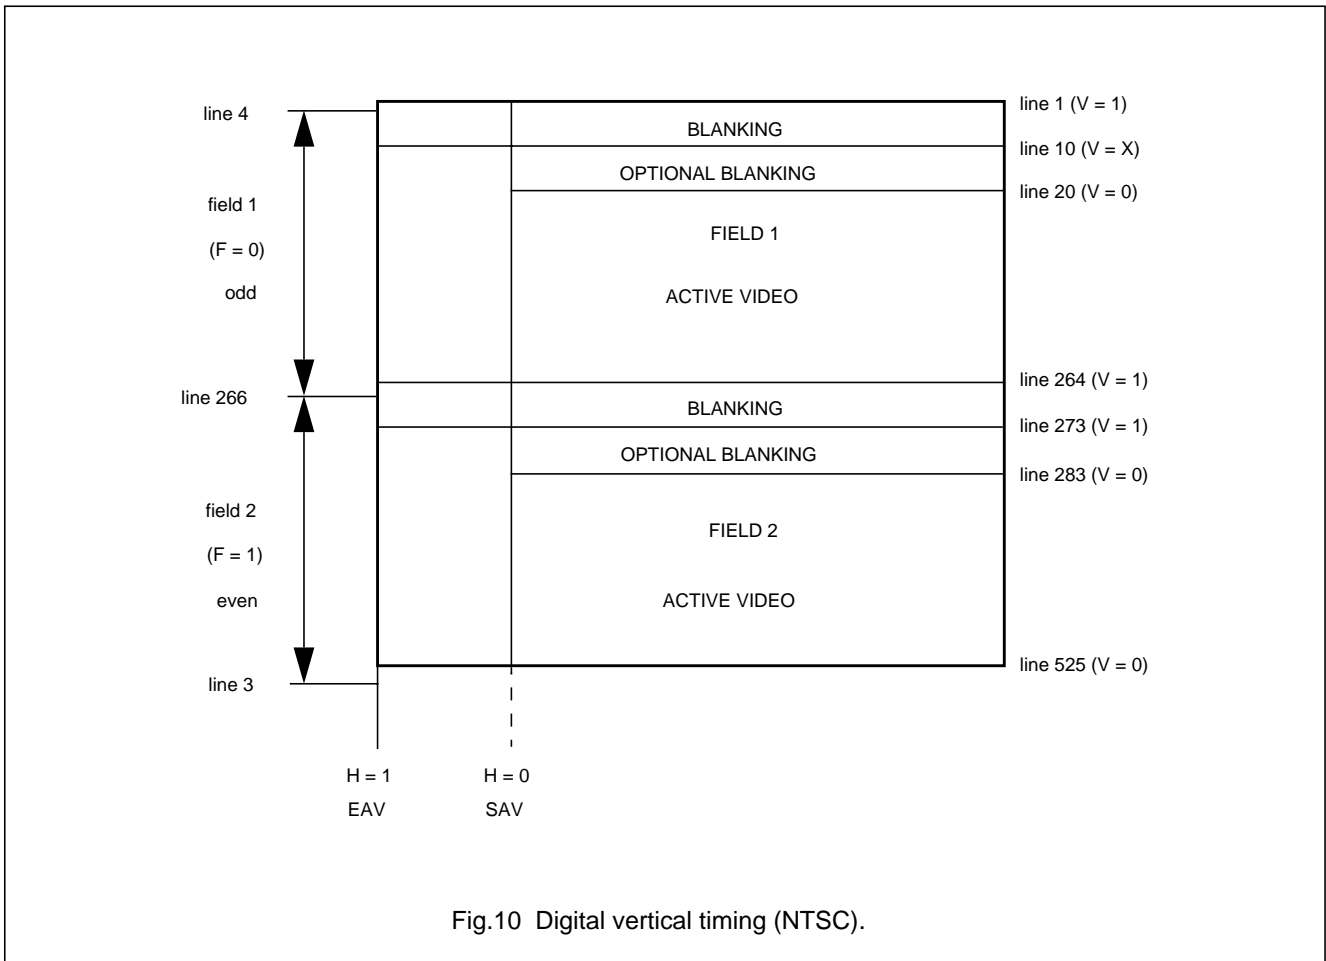 line 4
line 1 (V = 1)
BLANKING
line 10 (V = X)
OPTIONAL BLANKING
line 20 (V = 0)
field 1
FIELD 1
(F = 0)
odd
ACTIVE VIDEO
line 264 (V = 1)
line 266
BLANKING
line 273 (V = 1)
OPTIONAL BLANKING
line 283 (V = 0)
field 2
FIELD 2
(F = 1)
even
ACTIVE VIDEO
line 525 (V = 0)
line 3
H = 1
H = 0
EAV
SAV
Fig.10 Digital vertical timing (NTSC).